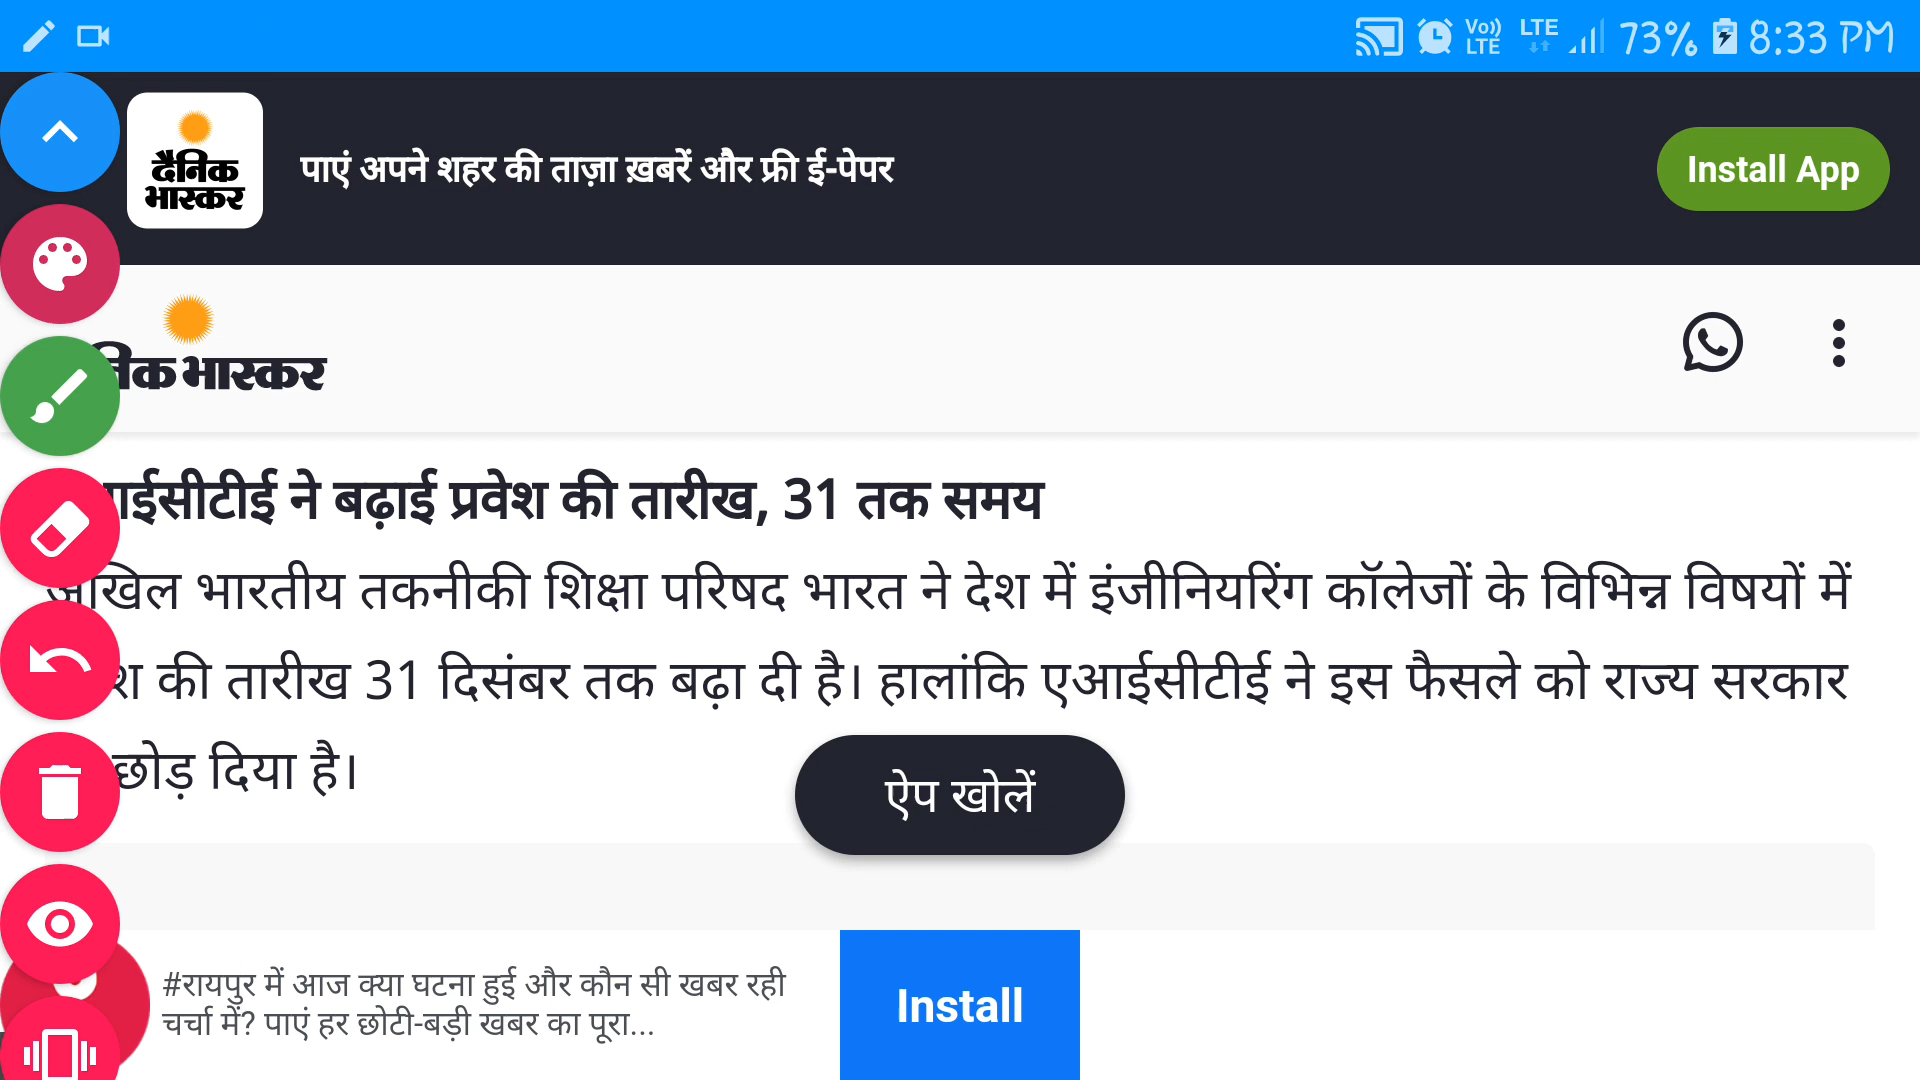 Vo)) LTE LTE 73% 8:33 PM
दैनिक
भास्कर
पाएं अपने शहर की ताज़ा ख़बरें और फ्री ई-पेपर
Install App
भास्कर
ने बढ़ाई प्रवेश की तारीख, 31 तक समय
भारतीय तकनीकी शिक्षा परिषद भारत ने देश में इंजीनियरिंग कॉलेजों के विभिन्न विषयों में
की तारीख 31 दिसंबर तक बढ़ा दी है। हालांकि एआईसीटीई ने इस फैसले को राज्य सरकार
छोड़ दिया है।
ऐप खोलें
#रायपुर में आज क्या घटना हुई और कौन सी खबर रही
चर्चा में? पाएं हर छोटी-बड़ी खबर का पूरा...
Install